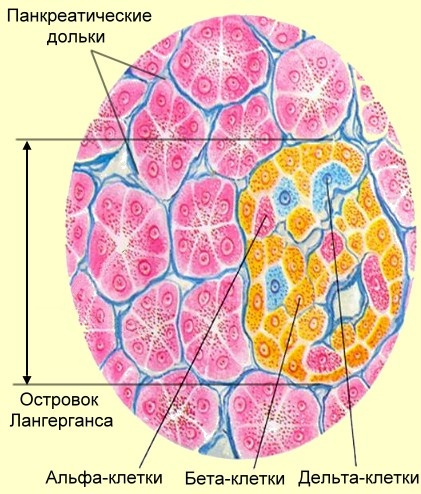 Панкреатические
дольки
Островок
Лангерганса
Альфа-клетки Бета-клетки Дельта-клетки